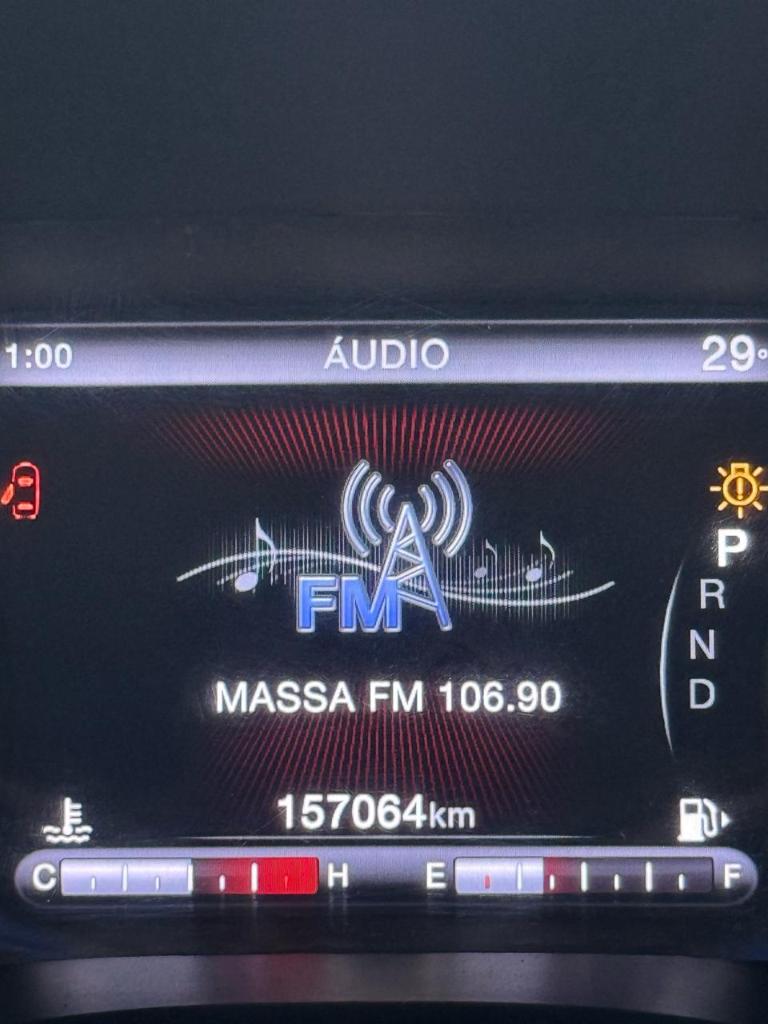 1:00 ÁUDIO 29°
FM
P
R
N
D
MASSA FM 106.90
157064km
C H E F